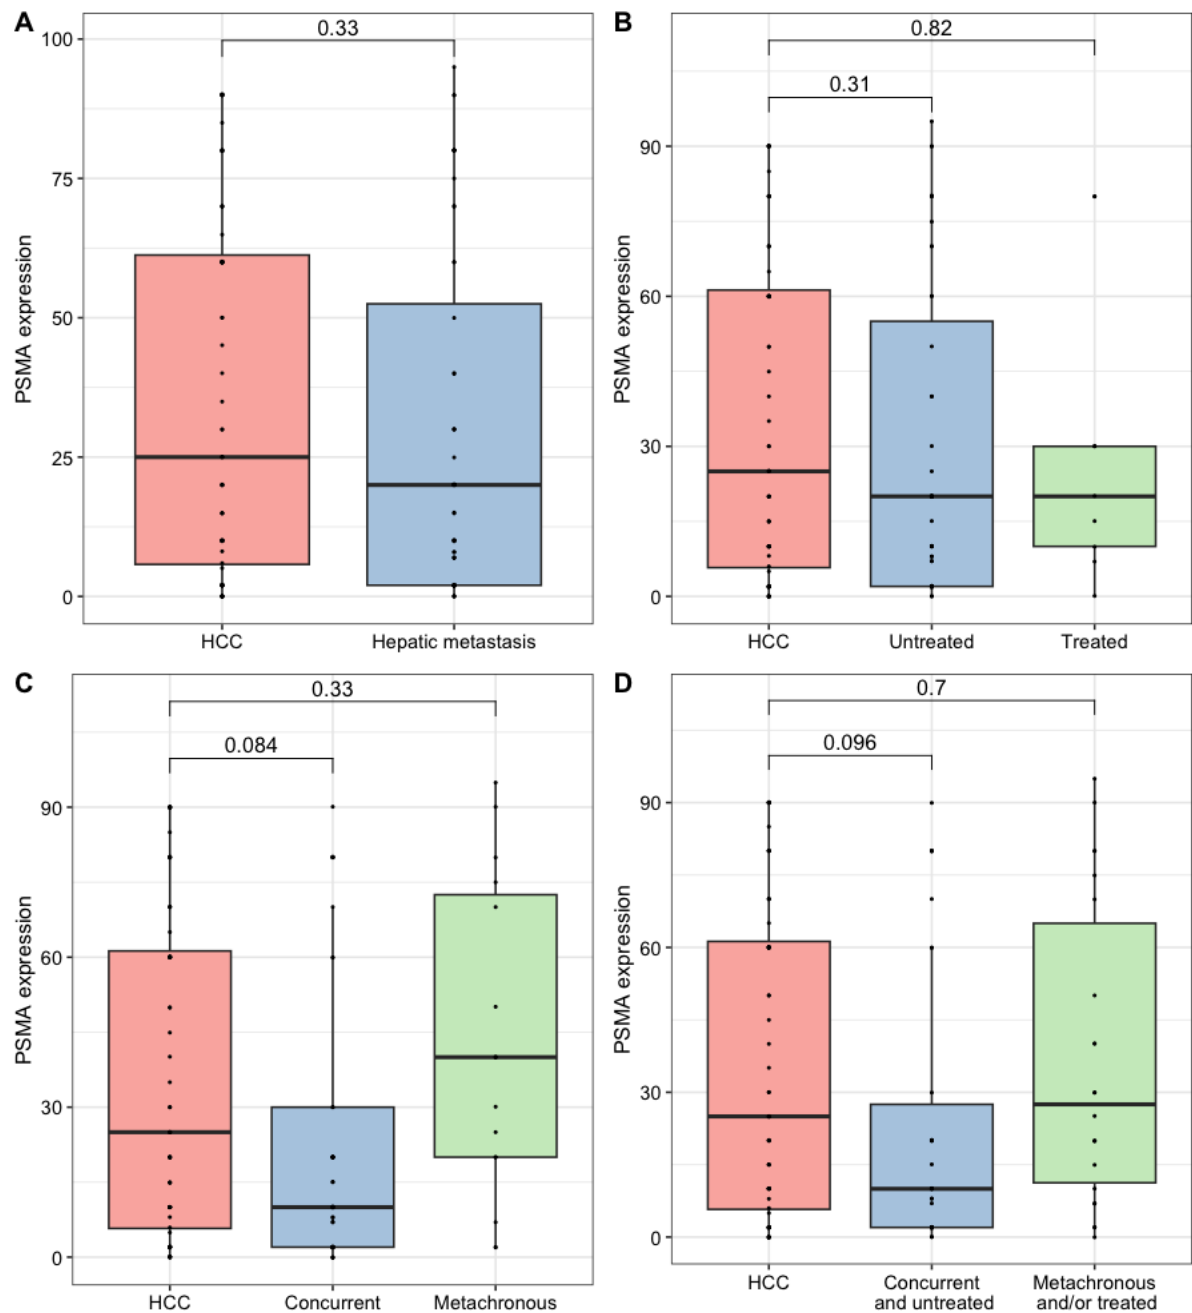 A
0.33
100
75
50
25
0
PSMA expression
HCC
Hepatic metastasis
B
0.82
0.31
90
60
30
0
PSMA expression
HCC
Untreated
Treated
C
0.33
0.084
90
60
30
0
PSMA expression
HCC
Concurrent
Metachronous
D
0.7
0.096
90
60
30
0
PSMA expression
HCC
Concurrent
and untreated
Metachronous
and/or treated